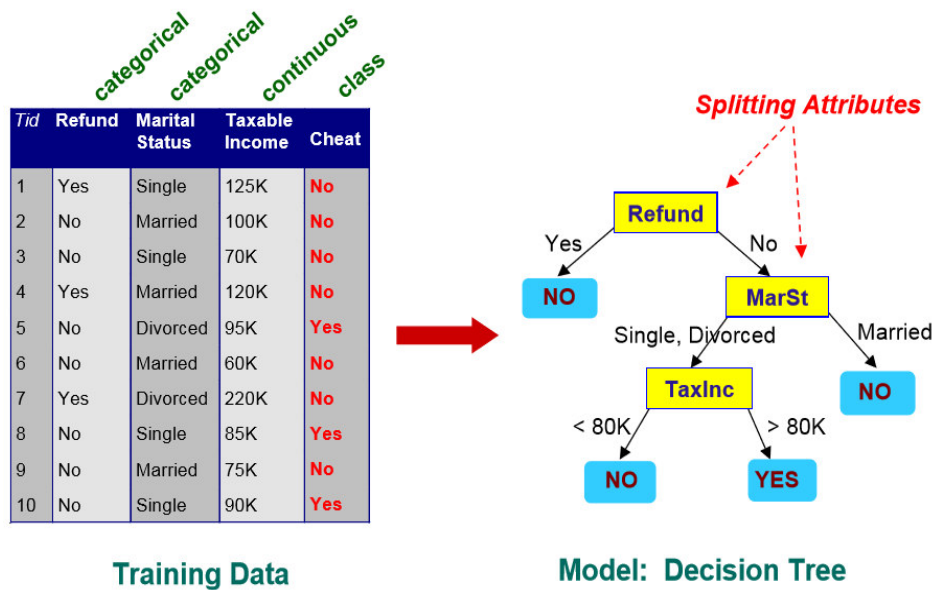 categorical
categorical
continuous
class
Tid Refund Marital Status Taxable Income Cheat
1 Yes Single 125K No
2 No Married 100K No
3 No Single 70K No
4 Yes Married 120K No
5 No Divorced 95K Yes
6 No Married 60K No
7 Yes Divorced 220K No
8 No Single 85K Yes
9 No Married 75K No
10 No Single 90K Yes
Training Data
Splitting Attributes
Refund
Yes No
NO MarSt
Single, Divorced Married
TaxInc NO
< 80K > 80K
NO YES
Model: Decision Tree